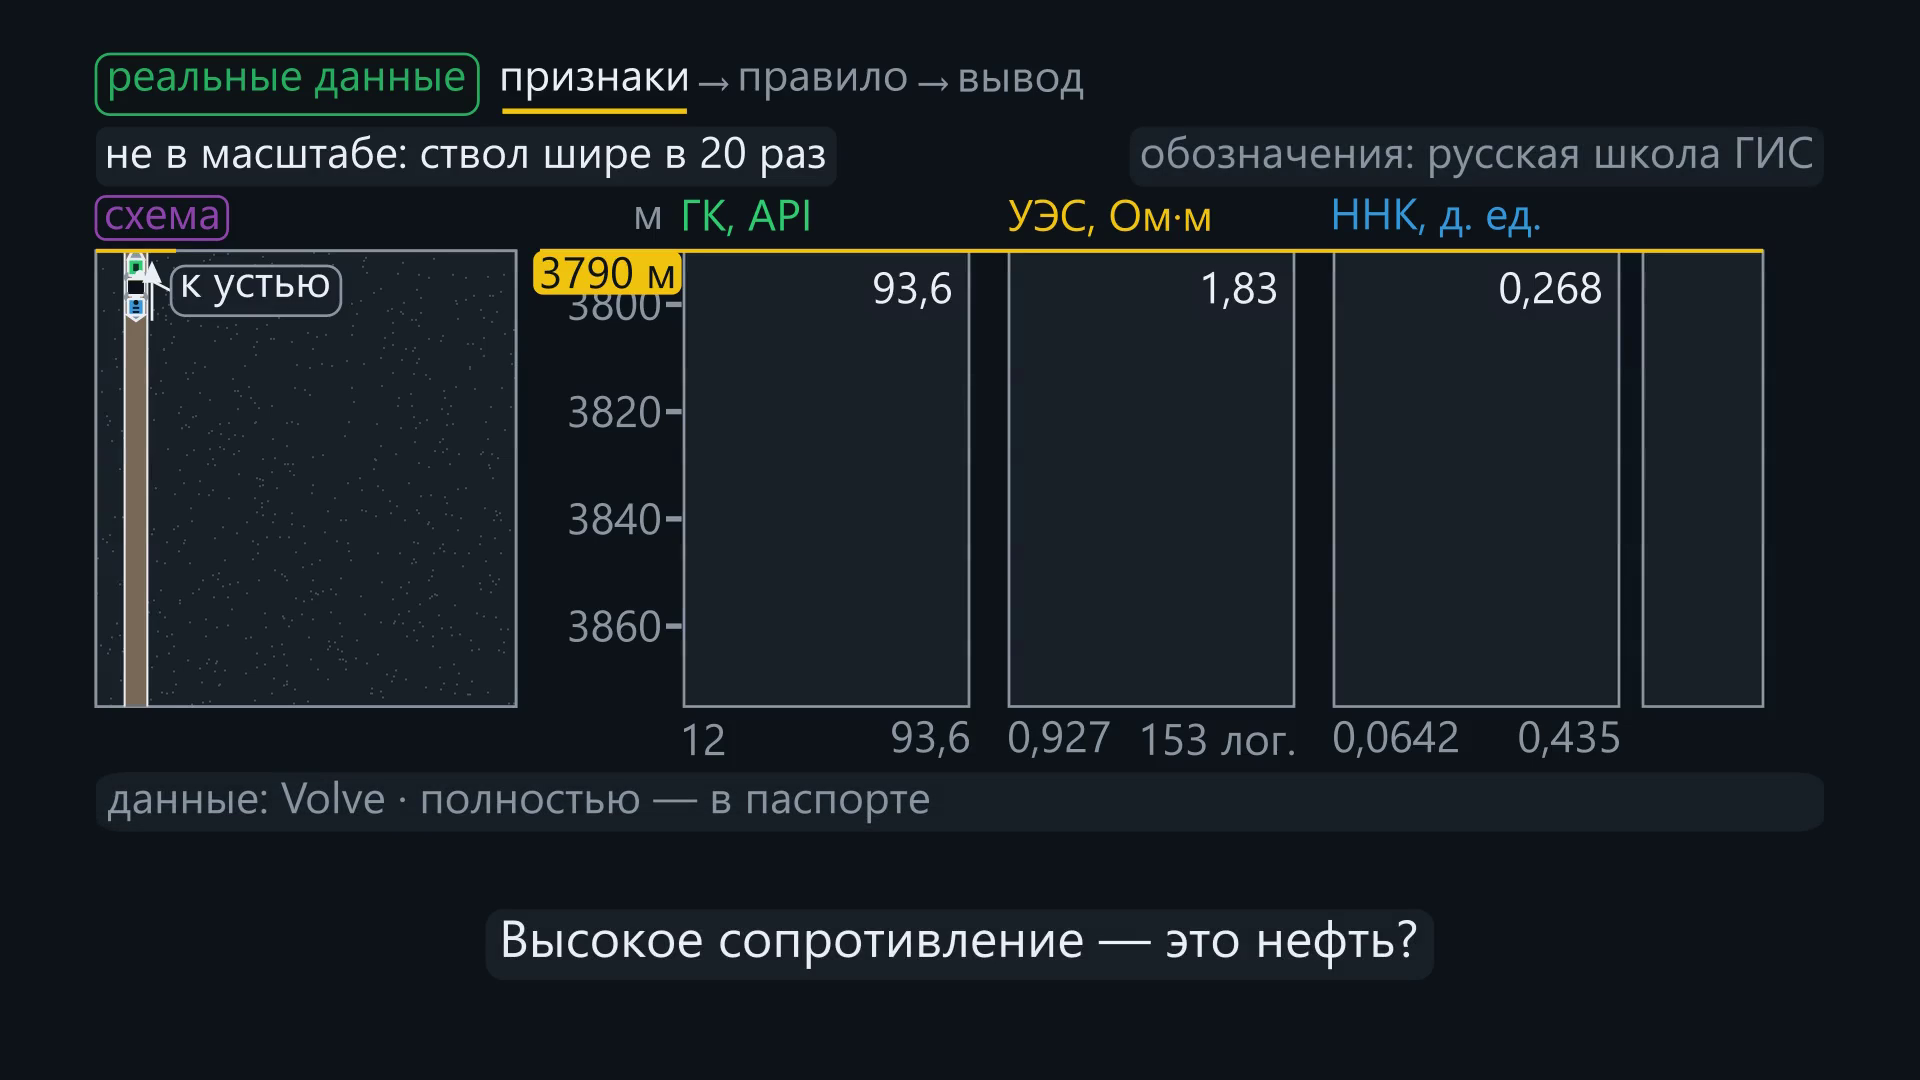 реальные данные признаки → правило → вывод
не в масштабе: ствол шире в 20 раз обозначения: русская школа ГИС
схема м ГК, API УЭС, Ом·м ННК, д. ед.
к устью 3790 м 93,6 1,83 0,268
3800
3820
3840
3860
12 93,6 0,927 153 лог. 0,0642 0,435
данные: Volve · полностью — в паспорте
Высокое сопротивление — это нефть?